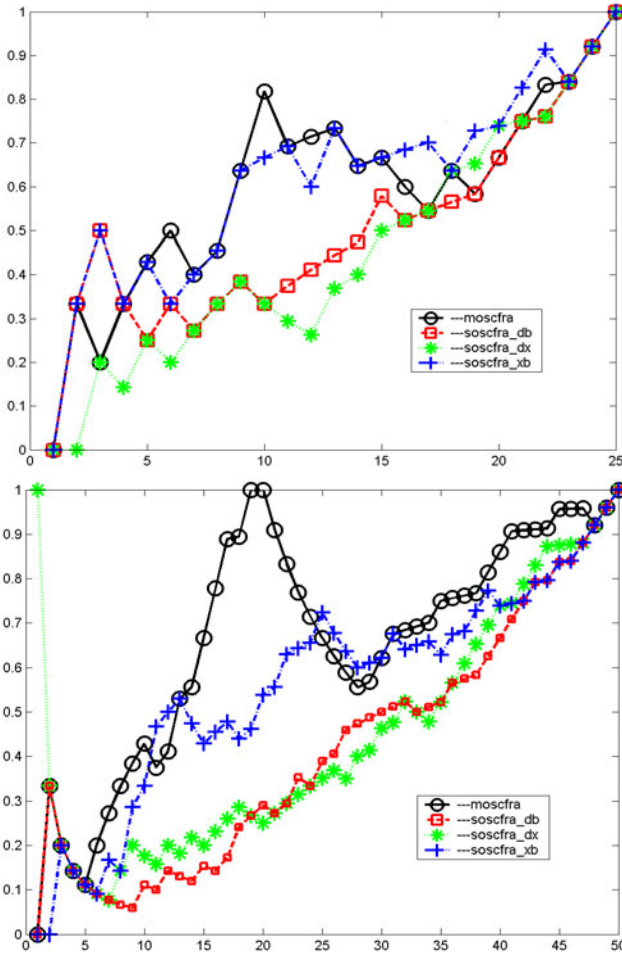 1
0.9
0.8
0.7
0.6
0.5
0.4
0.3
0.2
0.1
0
0 5 10 15 20 25
---moscfra
---soscfra_db
---soscfra_dx
---soscfra_xb
1
0.9
0.8
0.7
0.6
0.5
0.4
0.3
0.2
0.1
0
0 5 10 15 20 25 30 35 40 45 50
---moscfra
---soscfra_db
---soscfra_dx
---soscfra_xb